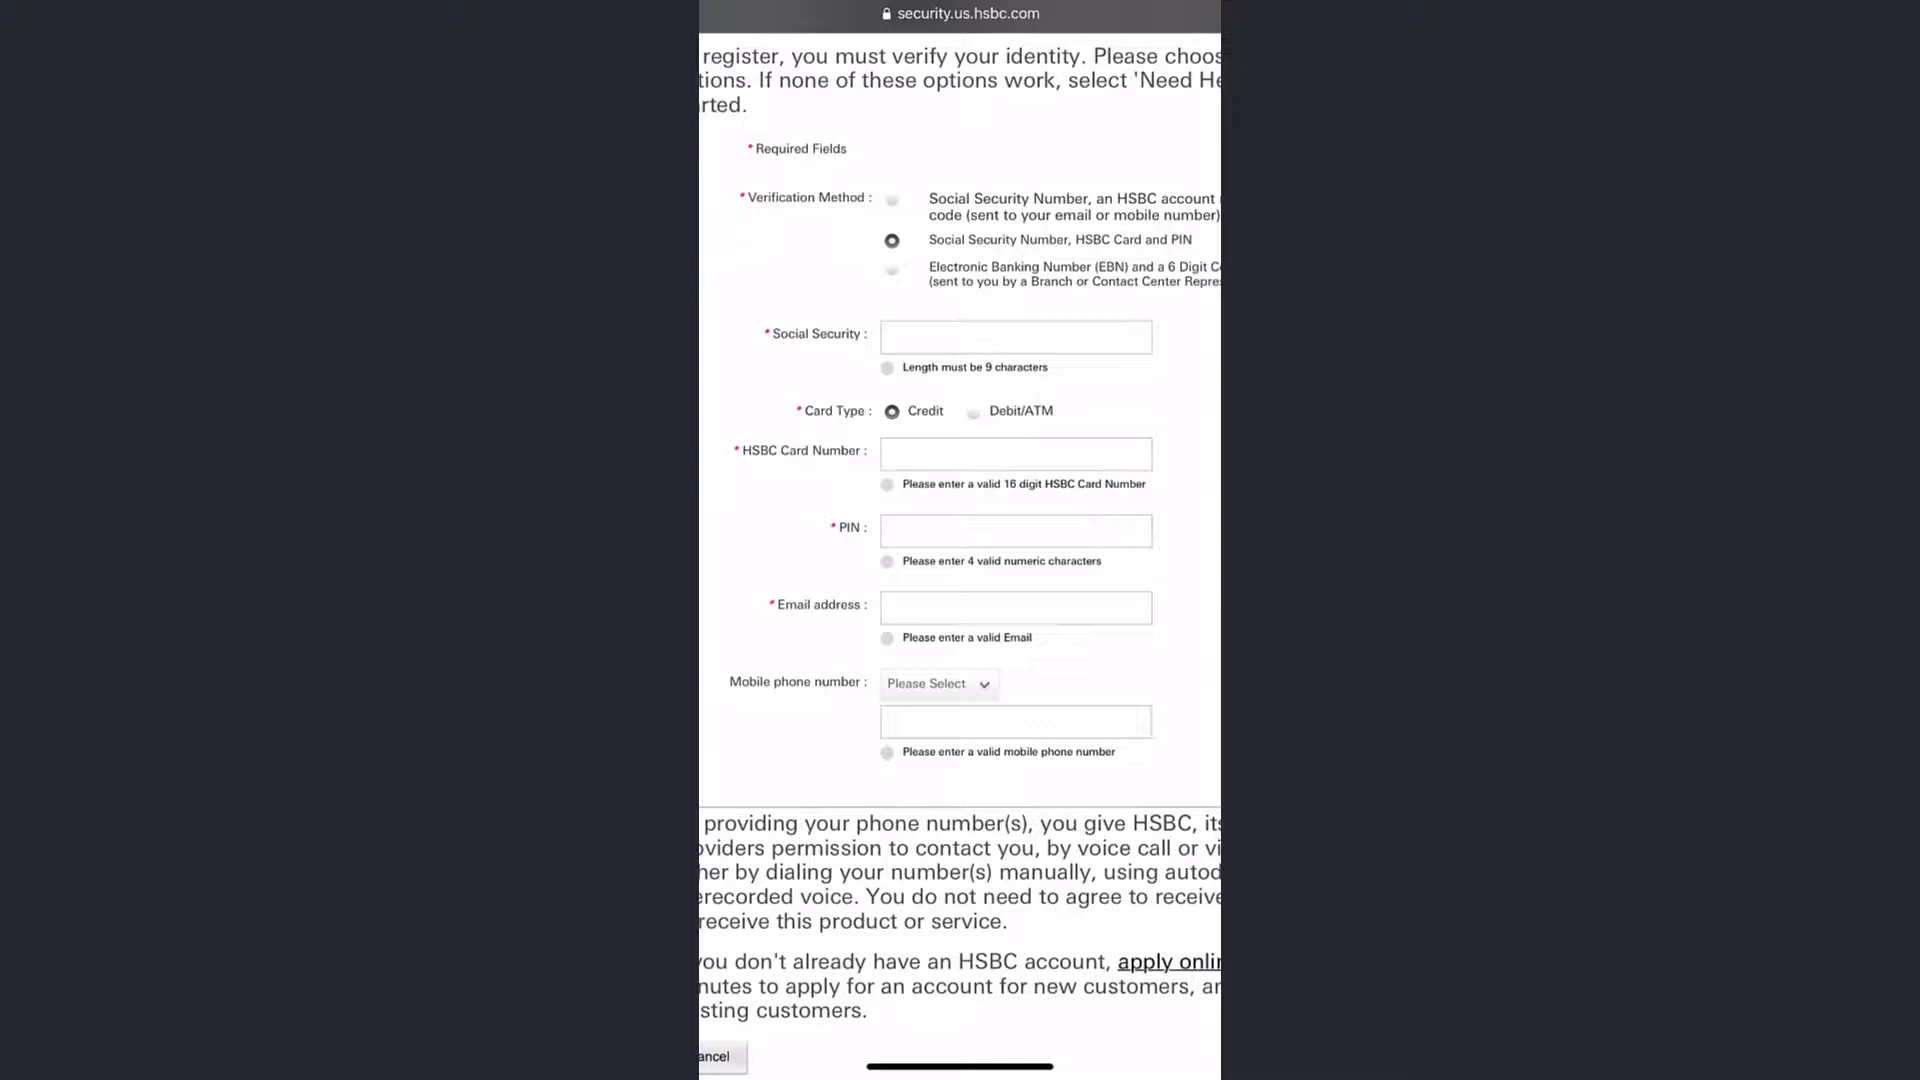 security.us.hsbc.com
register, you must verify your identity. Please choos
tions. If none of these options work, select 'Need He
rted.
* Required Fields
* Verification Method :
Social Security Number, an HSBC account
code (sent to your email or mobile number)
Social Security Number, HSBC Card and PIN
Electronic Banking Number (EBN) and a 6 Digit C
(sent to you by a Branch or Contact Center Repre
* Social Security :
Length must be 9 characters
* Card Type : Credit Debit/ATM
* HSBC Card Number :
Please enter a valid 16 digit HSBC Card Number
* PIN :
Please enter 4 valid numeric characters
* Email address :
Please enter a valid Email
Mobile phone number : Please Select
Please enter a valid mobile phone number
providing your phone number(s), you give HSBC, its
oviders permission to contact you, by voice call or vi
her by dialing your number(s) manually, using autod
erecorded voice. You do not need to agree to receive
receive this product or service.
you don't already have an HSBC account, apply onlin
nutes to apply for an account for new customers, an
sting customers.
ancel